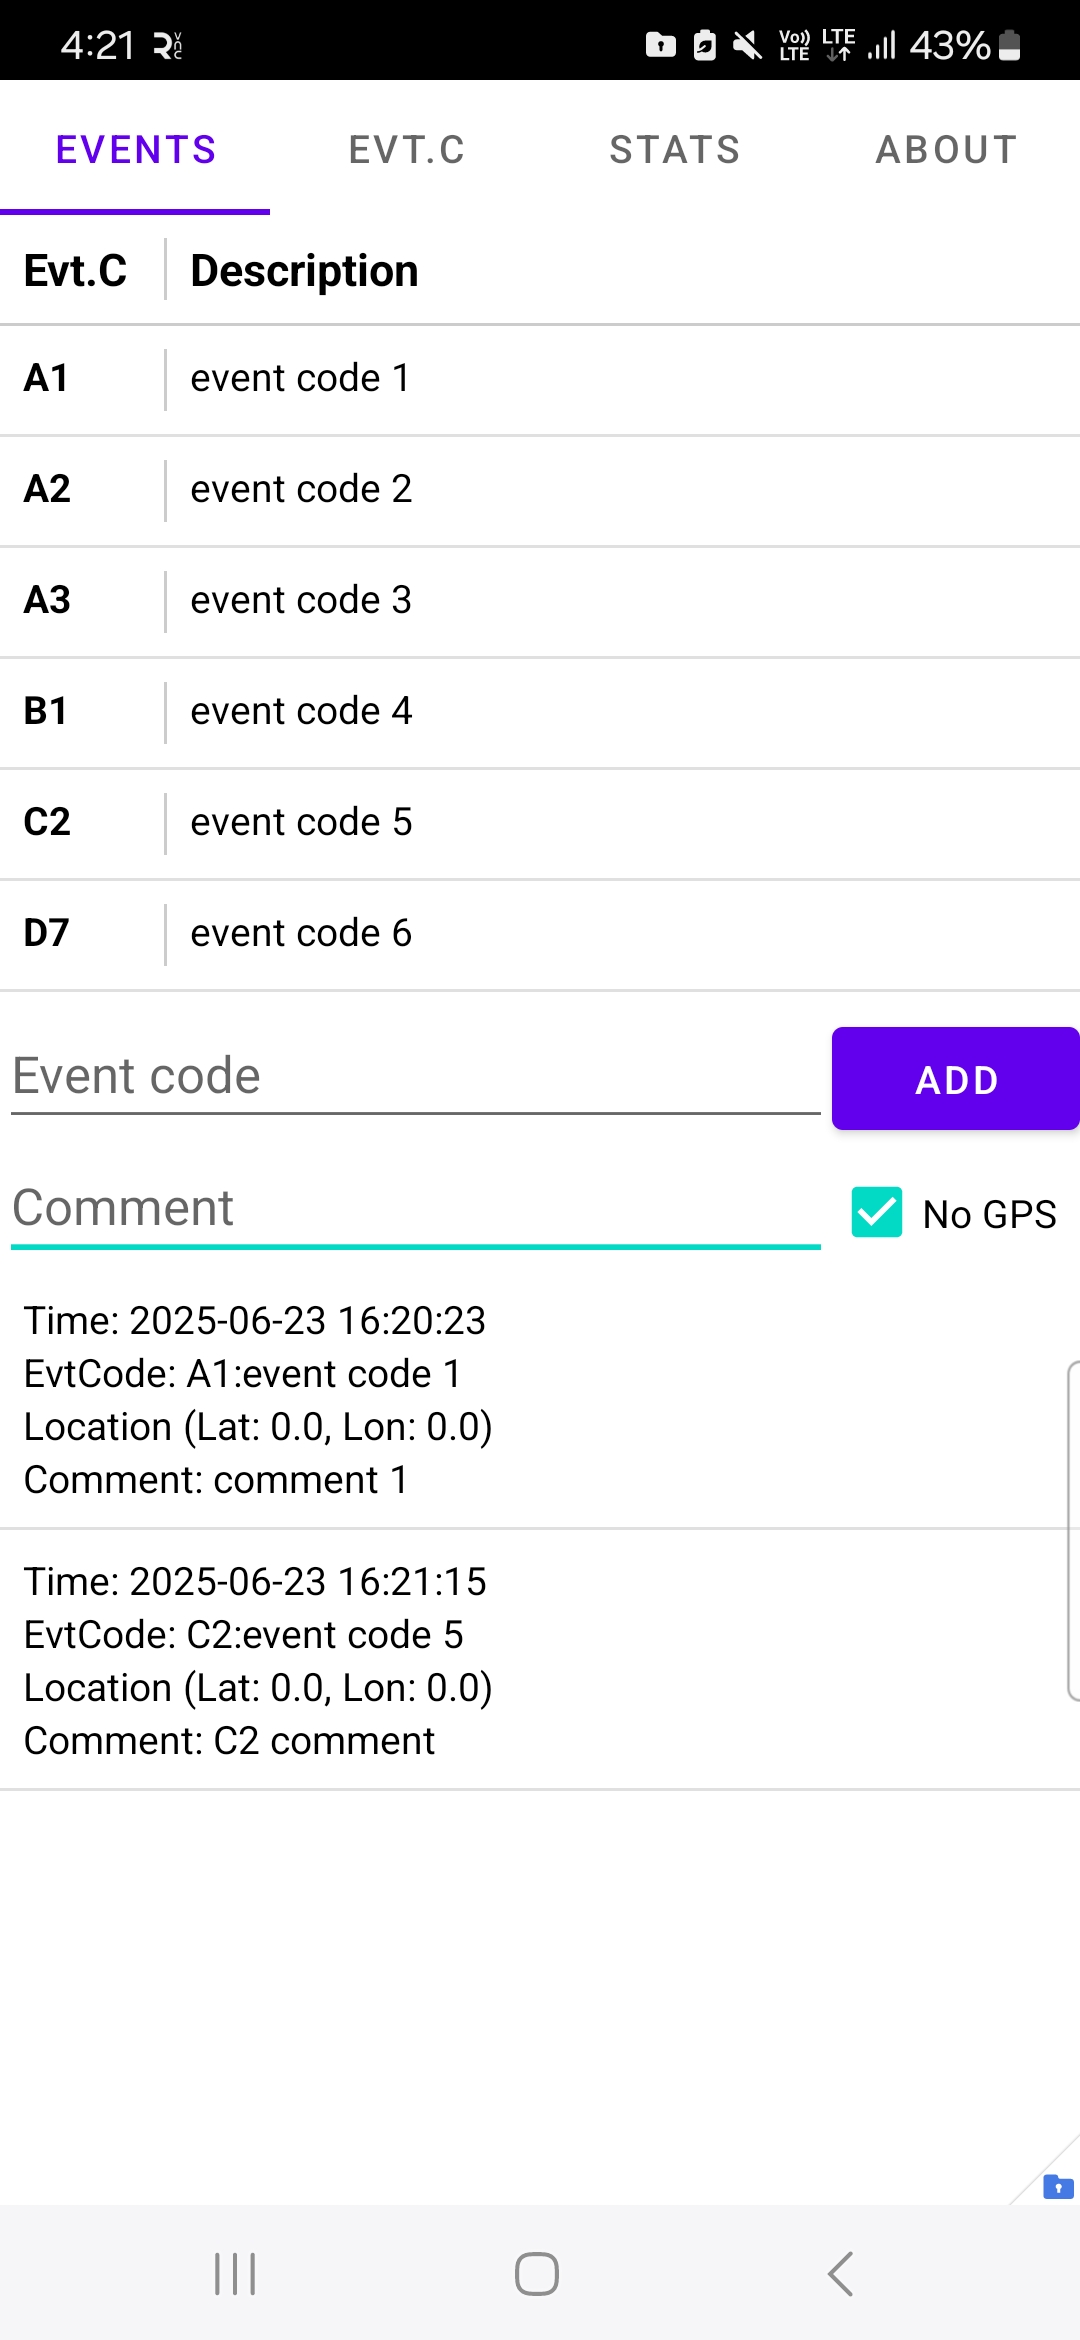 4:21 Vo)) LTE LTE 43%
EVENTS EVT.C STATS ABOUT
Evt.C Description
A1 event code 1
A2 event code 2
A3 event code 3
B1 event code 4
C2 event code 5
D7 event code 6
Event code ADD
Comment No GPS
Time: 2025-06-23 16:20:23
EvtCode: A1:event code 1
Location (Lat: 0.0, Lon: 0.0)
Comment: comment 1
Time: 2025-06-23 16:21:15
EvtCode: C2:event code 5
Location (Lat: 0.0, Lon: 0.0)
Comment: C2 comment